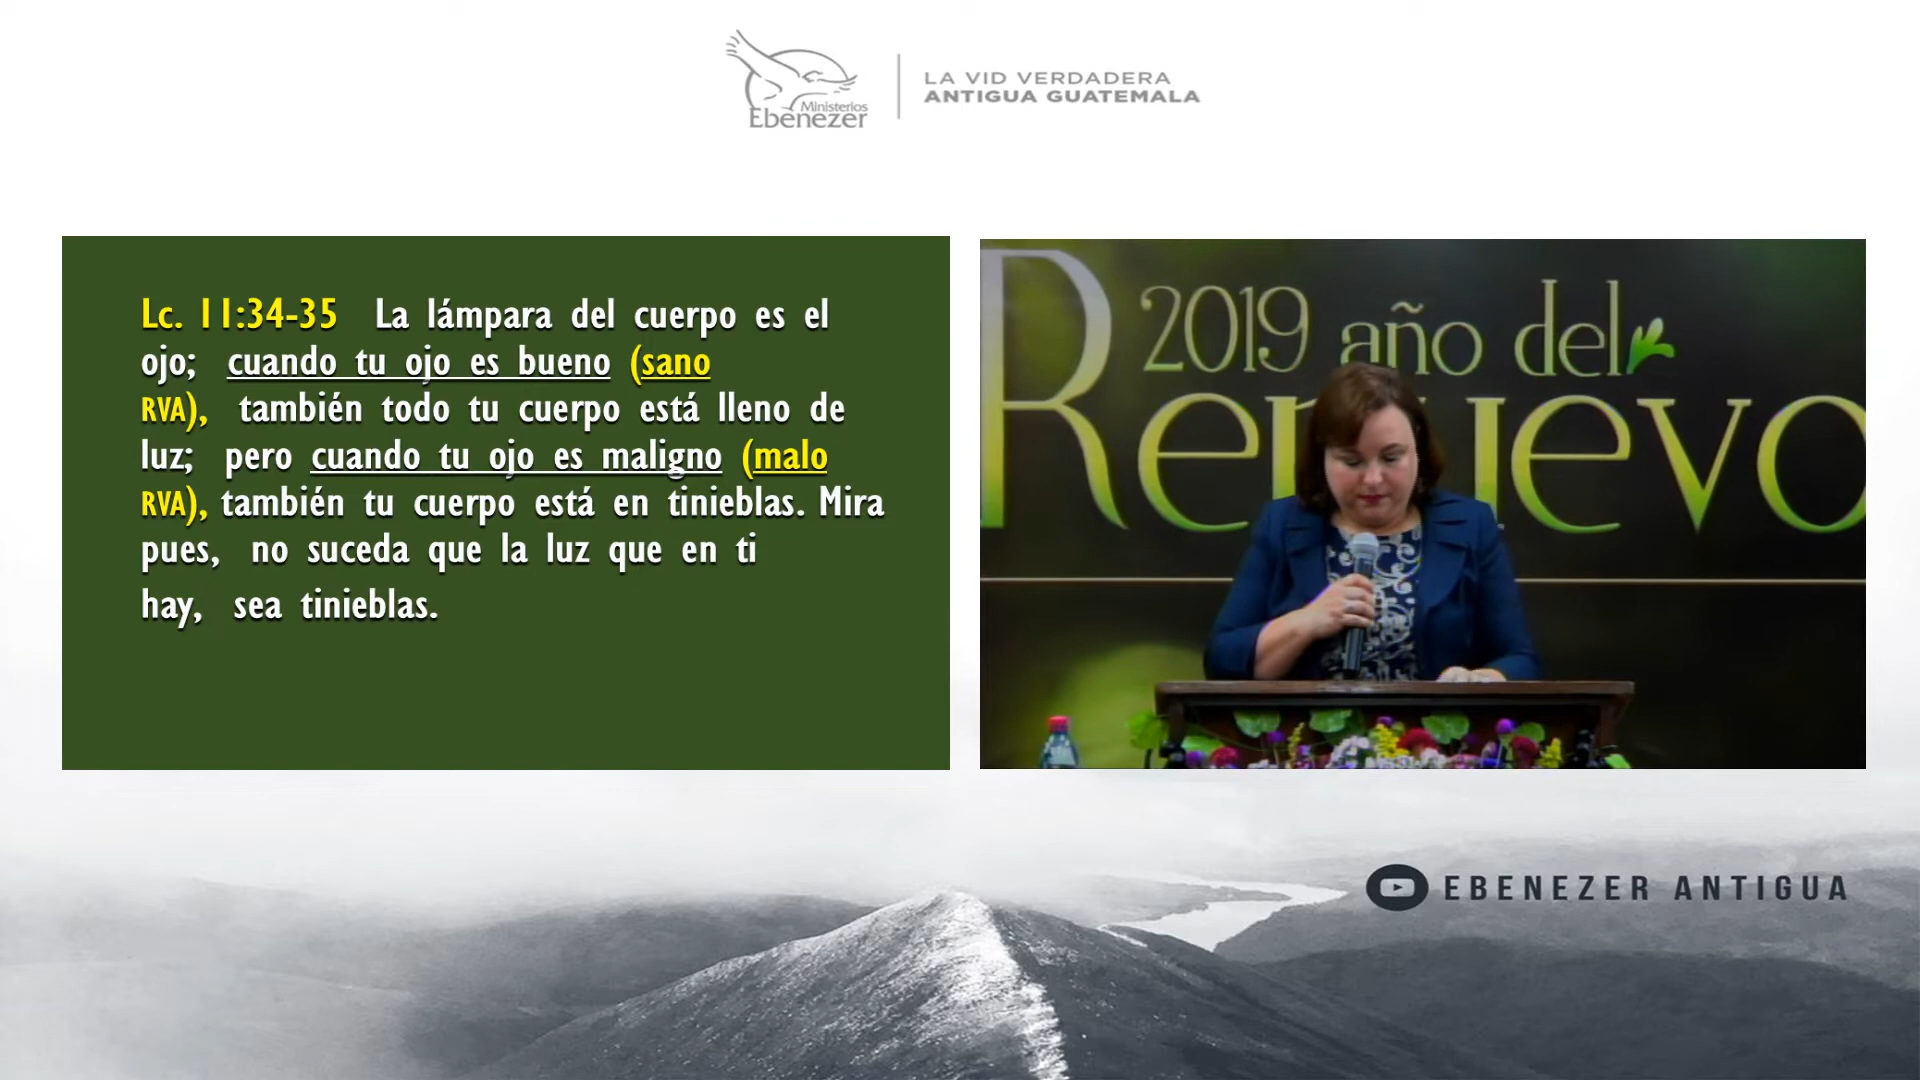 Ministerios
Ebenezer
LA VID VERDADERA
ANTIGUA GUATEMALA
Lc. 11:34-35 La lámpara del cuerpo es el
ojo; cuando tu ojo es bueno (sano
RVA), también todo tu cuerpo está lleno de
luz; pero cuando tu ojo es maligno (malo
RVA), también tu cuerpo está en tinieblas. Mira
pues, no suceda que la luz que en ti
hay, sea tinieblas.
2019 año del
Renuevo
EBENEZER ANTIGUA